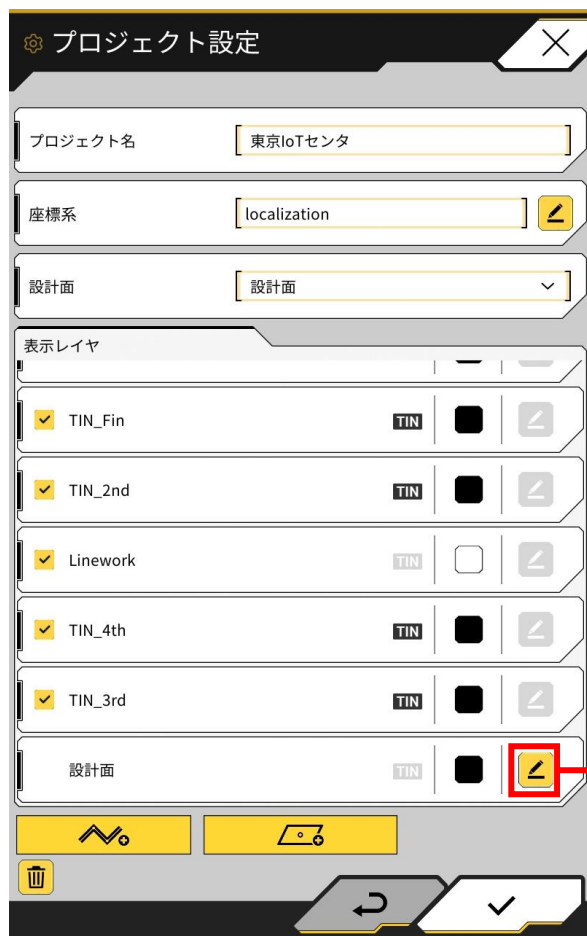 プロジェクト設定
プロジェクト名 東京IoTセンタ
座標系 localization
設計面 設計面
表示レイヤ
TIN_Fin TIN
TIN_2nd TIN
Linework TIN
TIN_4th TIN
TIN_3rd TIN
設計面 TIN